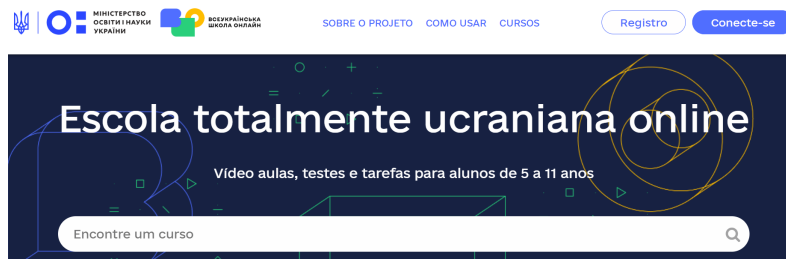 МІНІСТЕРСТВО
ОСВІТИ І НАУКИ
УКРАЇНИ
ВСЕУКРАЇНСЬКА
ШКОЛА ОНЛАЙН
SOBRE O PROJETO COMO USAR CURSOS
Registro
Conecte-se
Escola totalmente ucraniana online
Vídeo aulas, testes e tarefas para alunos de 5 a 11 anos
Encontre um curso